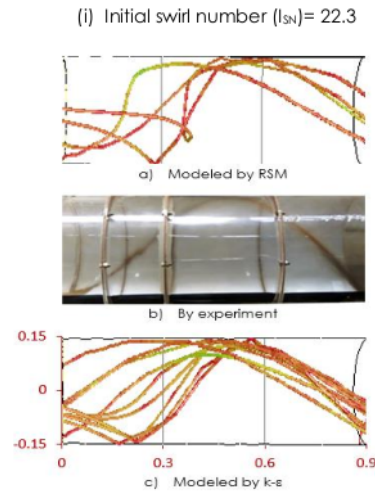 (i) Initial swirl number (ISN)= 22.3
a) Modeled by RSM
b) By experiment
0.15
0
-0.15
0 0.3 0.6 0.9
c) Modeled by k-ε